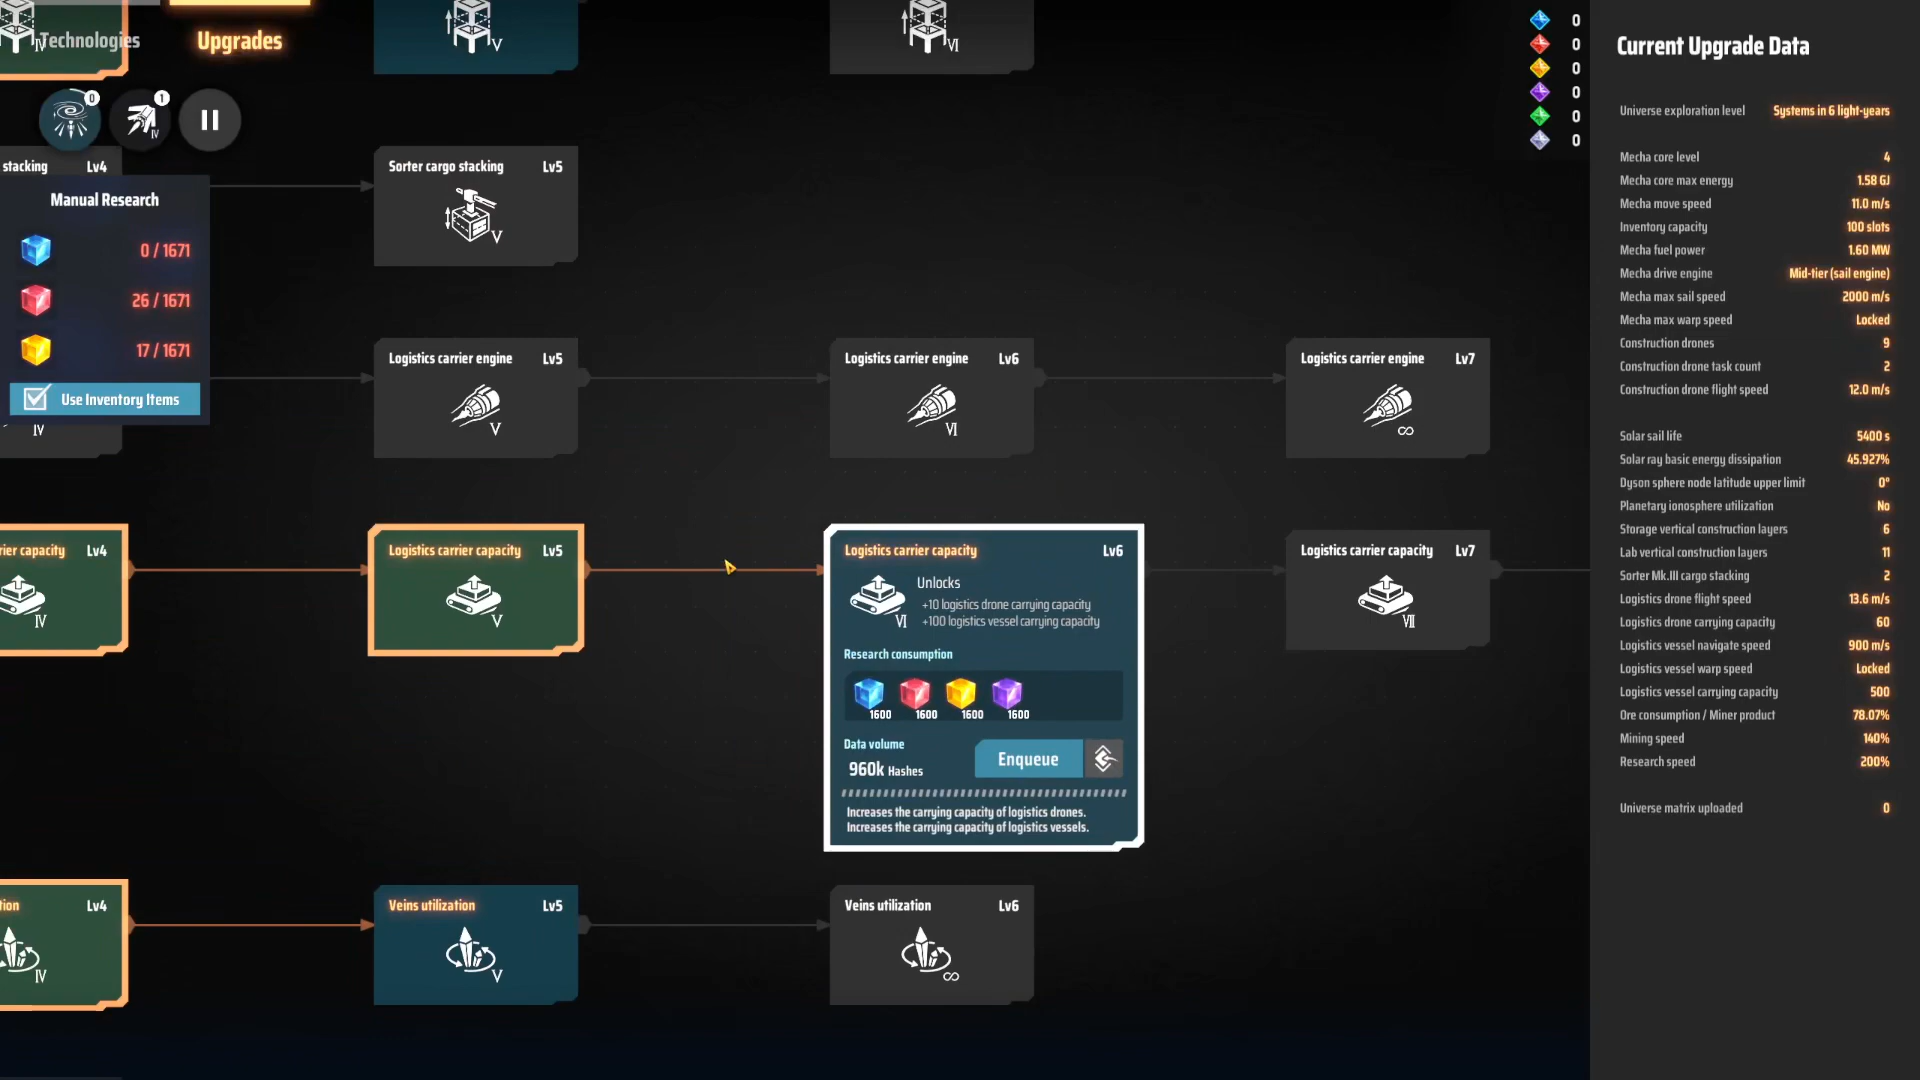 Technologies
Upgrades
IV
V
VI
0
0
0
0
0
0
0
1
IV
stacking Lv4
Manual Research
0 / 1671
26 / 1671
17 / 1671
Use Inventory Items
IV
Sorter cargo stacking Lv5
V
Logistics carrier engine Lv5
V
Logistics carrier engine Lv6
VI
Logistics carrier engine Lv7
∞
ier capacity Lv4
IV
Logistics carrier capacity Lv5
V
Logistics carrier capacity Lv6
VI
Unlocks
+10 logistics drone carrying capacity
+100 logistics vessel carrying capacity
Research consumption
1600 1600 1600 1600
Data volume
960k Hashes
Enqueue
Increases the carrying capacity of logistics drones.
Increases the carrying capacity of logistics vessels.
Logistics carrier capacity Lv7
VII
tion Lv4
IV
Veins utilization Lv5
V
Veins utilization Lv6
∞
Current Upgrade Data
Universe exploration level Systems in 6 light-years
Mecha core level 4
Mecha core max energy 1.58 GJ
Mecha move speed 11.0 m/s
Inventory capacity 100 slots
Mecha fuel power 1.60 MW
Mecha drive engine Mid-tier (sail engine)
Mecha max sail speed 2000 m/s
Mecha max warp speed Locked
Construction drones 9
Construction drone task count 2
Construction drone flight speed 12.0 m/s
Solar sail life 5400 s
Solar ray basic energy dissipation 45.927%
Dyson sphere node latitude upper limit 0°
Planetary ionosphere utilization No
Storage vertical construction layers 6
Lab vertical construction layers 11
Sorter Mk.III cargo stacking 2
Logistics drone flight speed 13.6 m/s
Logistics drone carrying capacity 60
Logistics vessel navigate speed 900 m/s
Logistics vessel warp speed Locked
Logistics vessel carrying capacity 500
Ore consumption / Miner product 78.07%
Mining speed 140%
Research speed 200%
Universe matrix uploaded 0